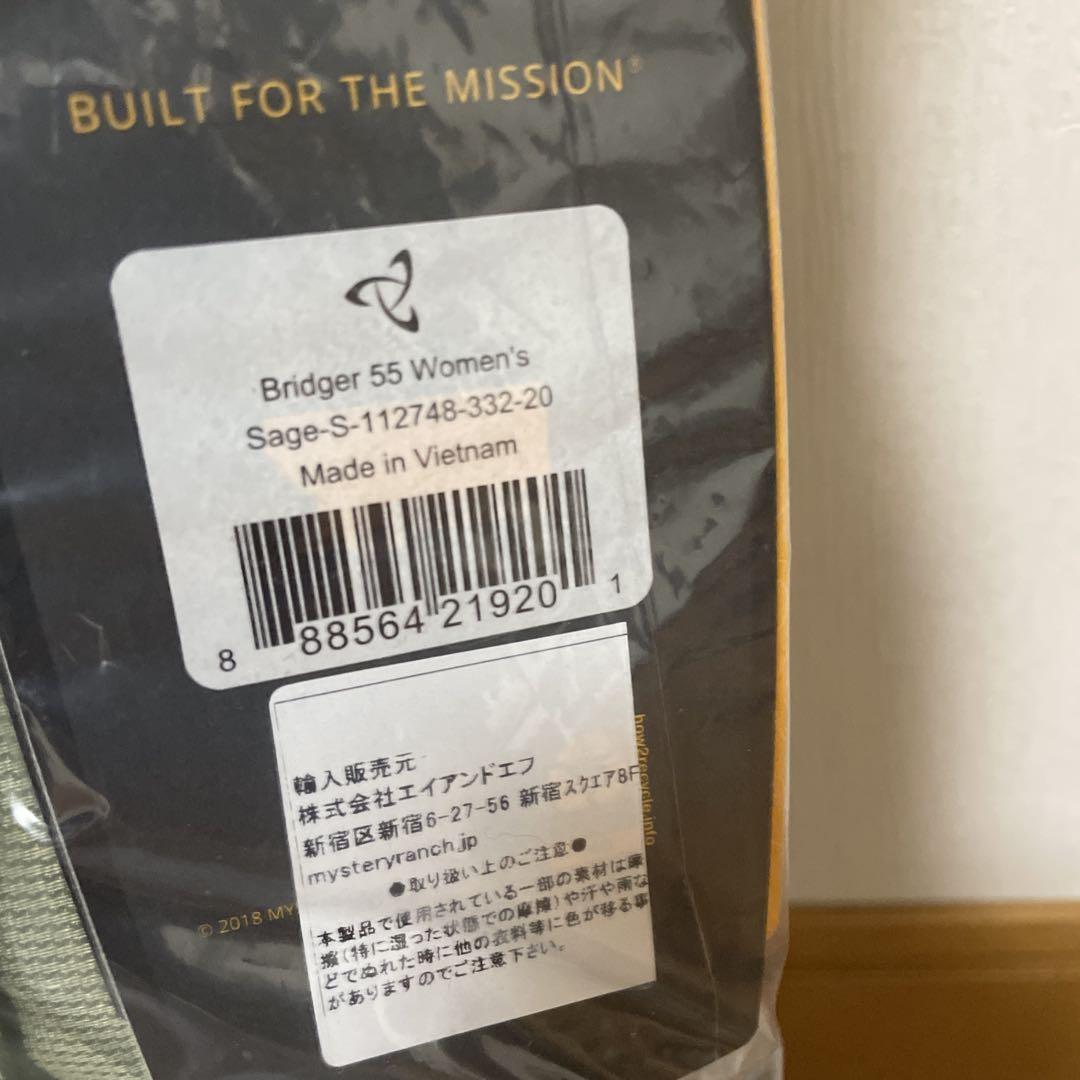 BUILT FOR THE MISSION®
Bridger 55 Women's
Sage-S-112748-332-20
Made in Vietnam
8 88564 21920 1
輸入販売元
株式会社エイアンドエフ
新宿区新宿6-27-56 新宿スクエア8F
mysteryranch.jp
●取り扱い上のご注意●
本製品で使用されている一部の素材は摩
擦(特に湿った状態での摩擦)や汗や雨な
どでぬれた時に他の衣料等に色が移る事
がありますのでご注意下さい。
how2recycle.info
© 2018 MY